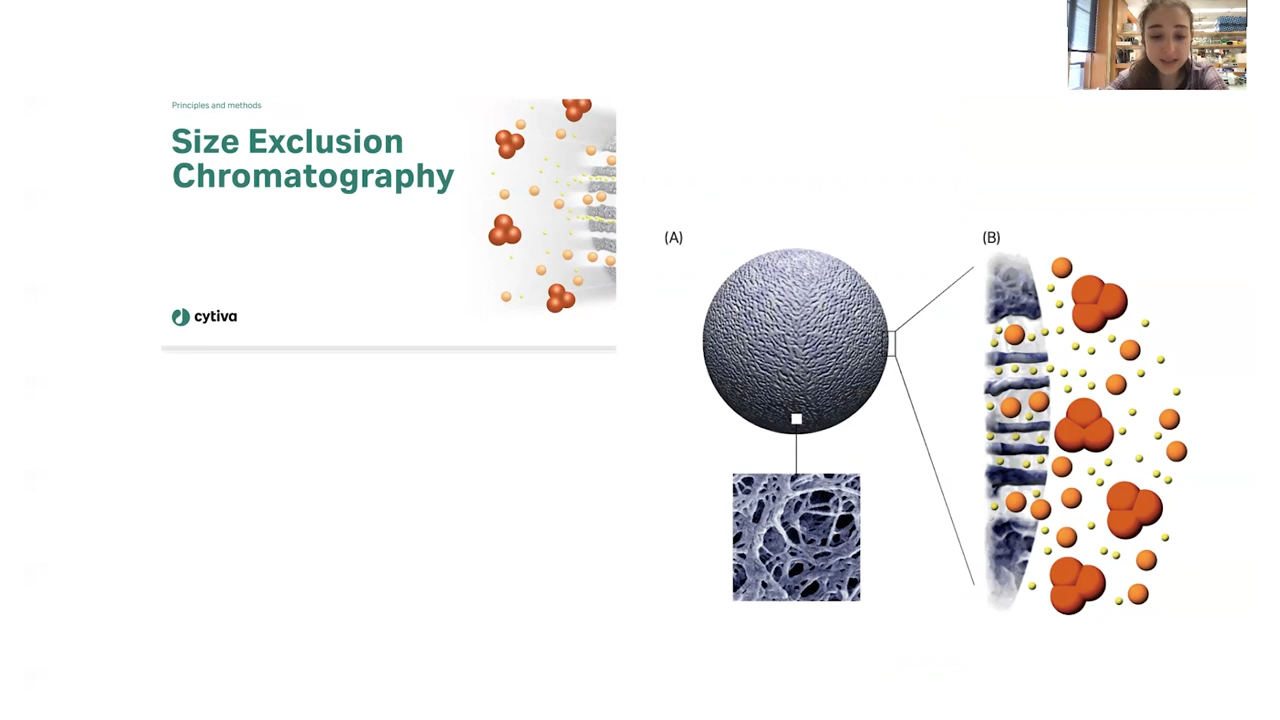 Principles and methods
Size Exclusion
Chromatography
cytiva
(A)
(B)